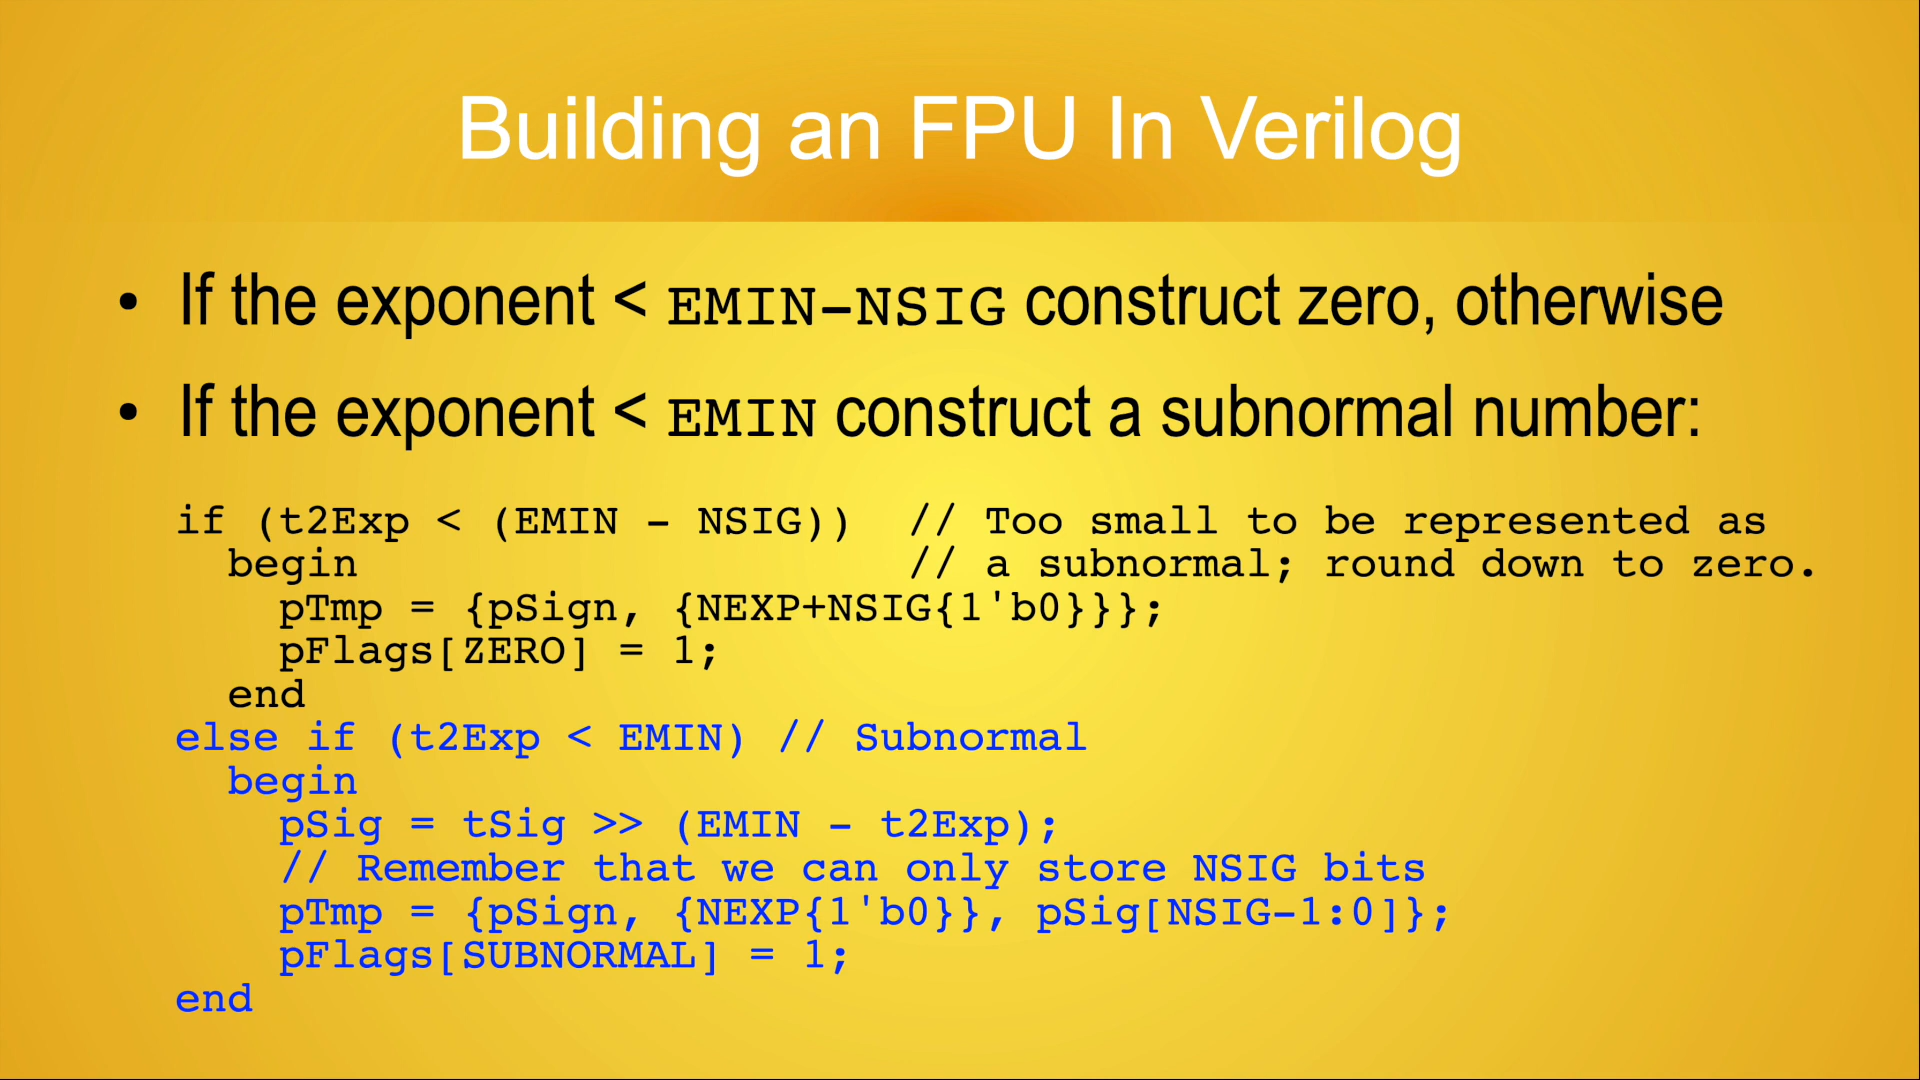 Building an FPU In Verilog
• If the exponent < EMIN-NSIG construct zero, otherwise
• If the exponent < EMIN construct a subnormal number:
if (t2Exp < (EMIN - NSIG))  // Too small to be represented as
  begin                     // a subnormal; round down to zero.
    pTmp = {pSign, {NEXP+NSIG{1'b0}}};
    pFlags[ZERO] = 1;
  end
else if (t2Exp < EMIN) // Subnormal
  begin
    pSig = tSig >> (EMIN - t2Exp);
    // Remember that we can only store NSIG bits
    pTmp = {pSign, {NEXP{1'b0}}, pSig[NSIG-1:0]};
    pFlags[SUBNORMAL] = 1;
end